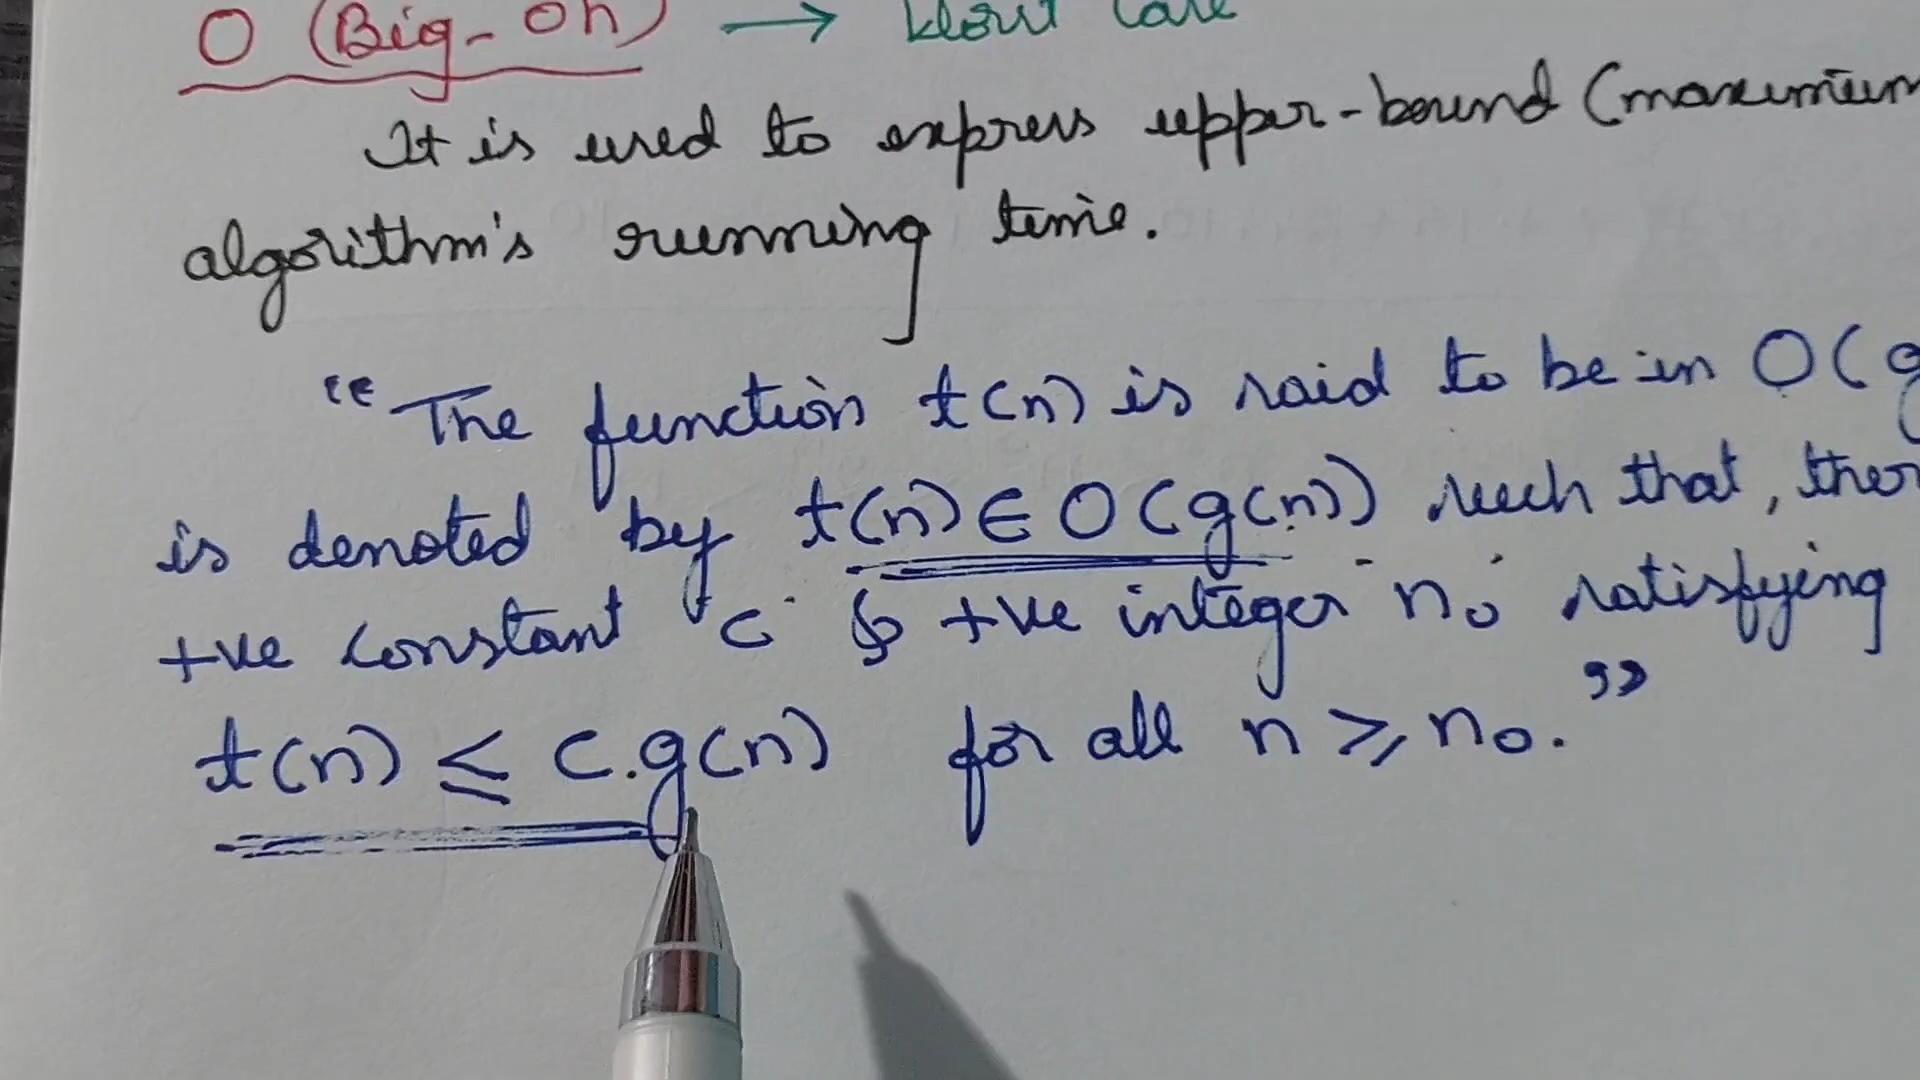 O (Big-Oh) → Worst Case
It is used to express upper-bound (maximum
algorithm's running time.
"The function t(n) is said to be in O(g
is denoted by t(n) ∈ O(g(n)) such that, ther
+ve constant 'c' & +ve integer 'n₀' satisfying
t(n) ≤ c.g(n) for all n ≥ n₀."